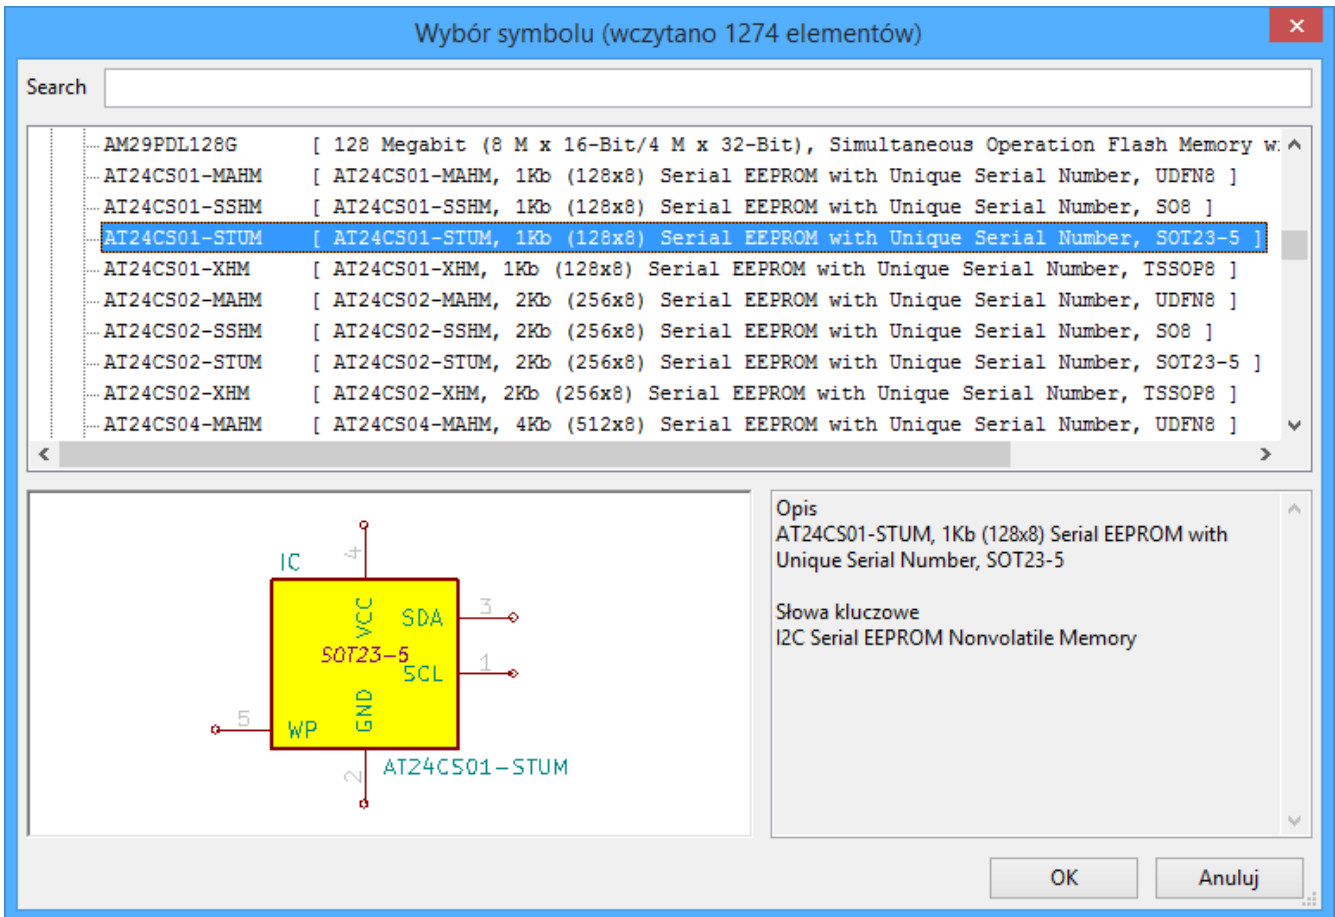 Wybór symbolu (wczytano 1274 elementów)
Search
AM29PDL128G [ 128 Megabit (8 M x 16-Bit/4 M x 32-Bit), Simultaneous Operation Flash Memory
AT24CS01-MAHM [ AT24CS01-MAHM, 1Kb (128x8) Serial EEPROM with Unique Serial Number, UDFN8 ]
AT24CS01-SSHM [ AT24CS01-SSHM, 1Kb (128x8) Serial EEPROM with Unique Serial Number, SO8 ]
AT24CS01-STUM [ AT24CS01-STUM, 1Kb (128x8) Serial EEPROM with Unique Serial Number, SOT23-5 ]
AT24CS01-XHM [ AT24CS01-XHM, 1Kb (128x8) Serial EEPROM with Unique Serial Number, TSSOP8 ]
AT24CS02-MAHM [ AT24CS02-MAHM, 2Kb (256x8) Serial EEPROM with Unique Serial Number, UDFN8 ]
AT24CS02-SSHM [ AT24CS02-SSHM, 2Kb (256x8) Serial EEPROM with Unique Serial Number, SO8 ]
AT24CS02-STUM [ AT24CS02-STUM, 2Kb (256x8) Serial EEPROM with Unique Serial Number, SOT23-5 ]
AT24CS02-XHM [ AT24CS02-XHM, 2Kb (256x8) Serial EEPROM with Unique Serial Number, TSSOP8 ]
AT24CS04-MAHM [ AT24CS04-MAHM, 4Kb (512x8) Serial EEPROM with Unique Serial Number, UDFN8 ]
IC
4
VCC
SDA
3
SOT23-5
SCL
1
5
WP
GND
2
AT24CS01-STUM
Opis
AT24CS01-STUM, 1Kb (128x8) Serial EEPROM with
Unique Serial Number, SOT23-5
Słowa kluczowe
I2C Serial EEPROM Nonvolatile Memory
OK
Anuluj